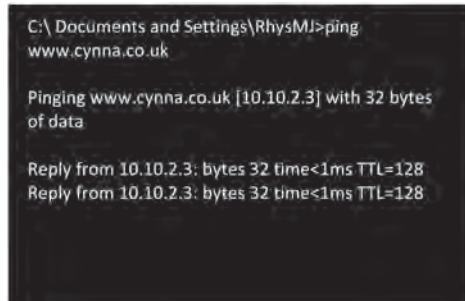 C:\ Documents and Settings\RhysMJ>ping
www.cynna.co.uk
Pinging www.cynna.co.uk [10.10.2.3] with 32 bytes
of data
Reply from 10.10.2.3: bytes 32 time<1ms TTL=128
Reply from 10.10.2.3: bytes 32 time<1ms TTL=128